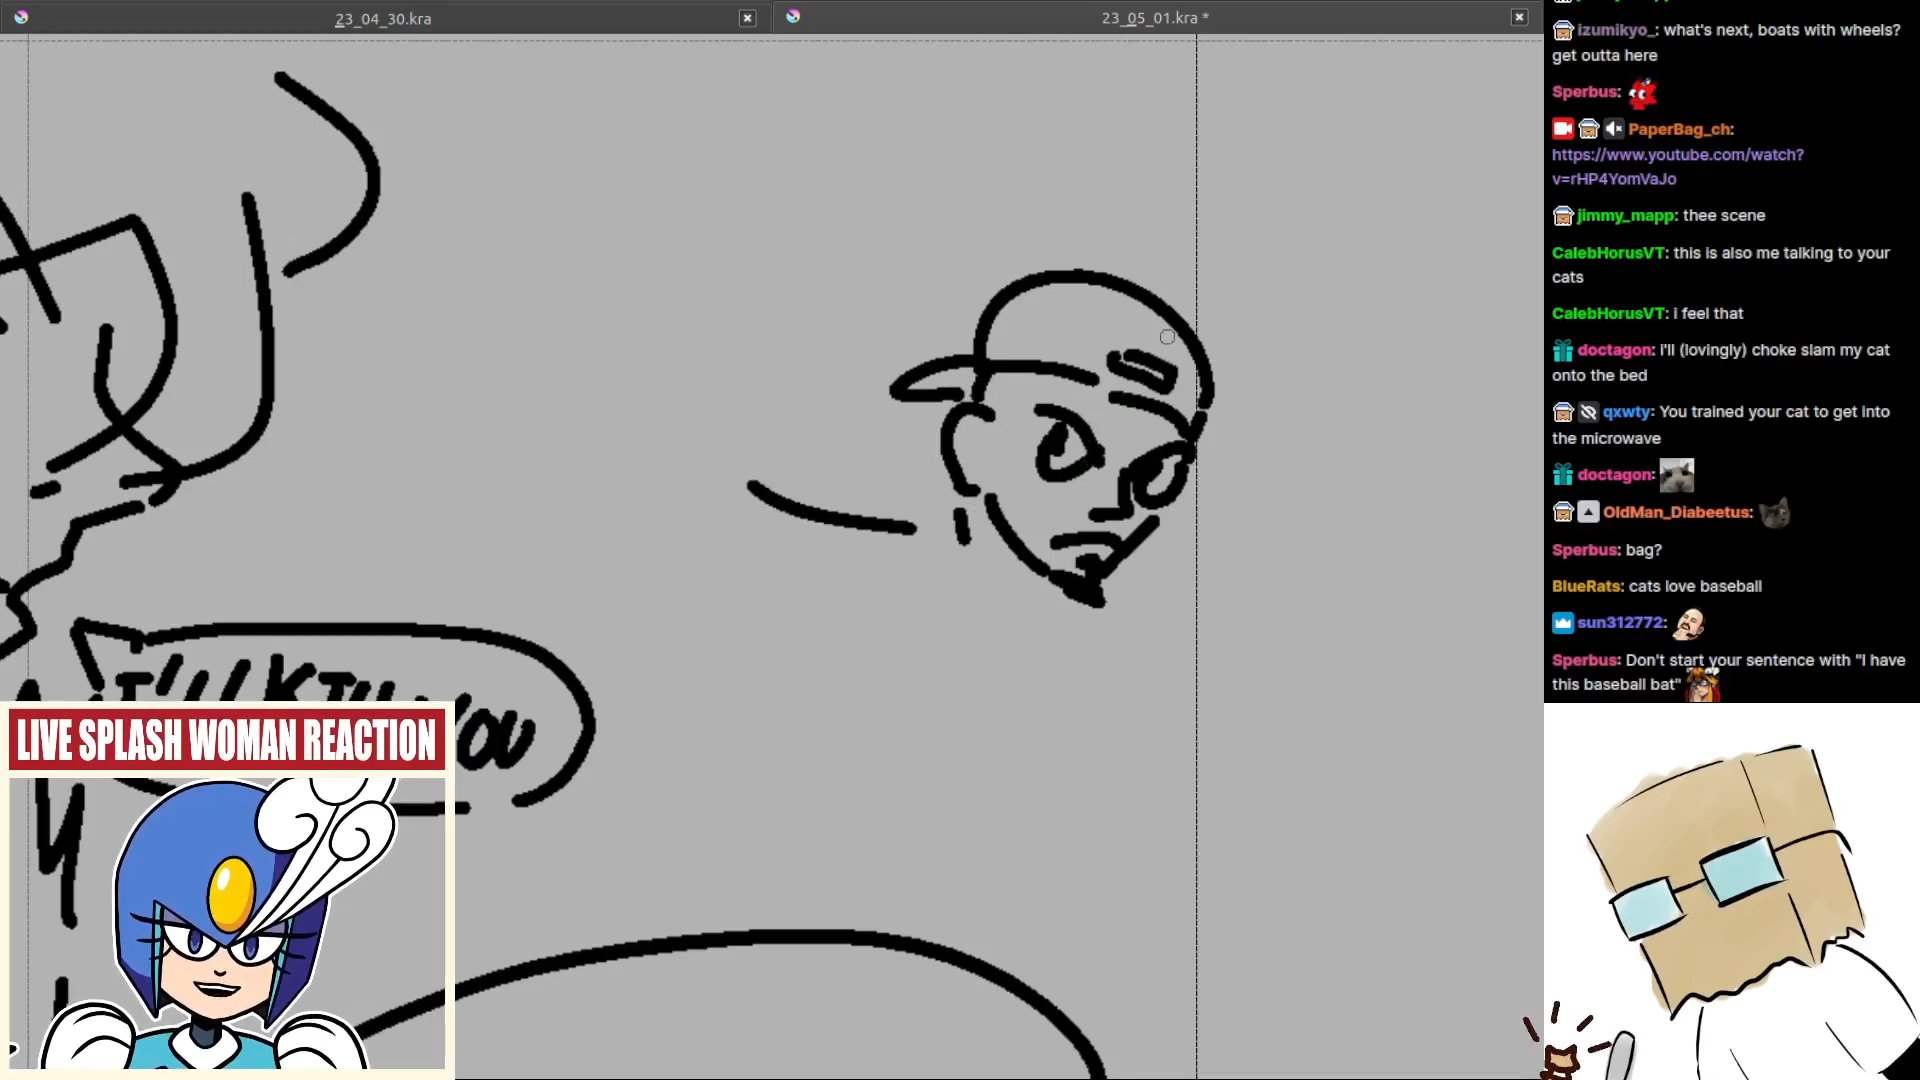 23_04_30.kra
23_05_01.kra *
izumikyo_: what's next, boats with wheels?
get outta here
Sperbus:
PaperBag_ch:
https://www.youtube.com/watch?
v=rHP4YomVaJo
jimmy_mapp: thee scene
CalebHorusVT: this is also me talking to your
cats
CalebHorusVT: i feel that
doctagon: i'll (lovingly) choke slam my cat
onto the bed
qxwty: You trained your cat to get into
the microwave
doctagon:
OldMan_Diabeetus:
Sperbus: bag?
BlueRats: cats love baseball
sun312772:
Sperbus: Don't start your sentence with "I have
this baseball bat"
I'll KILL YOU
LIVE SPLASH WOMAN REACTION